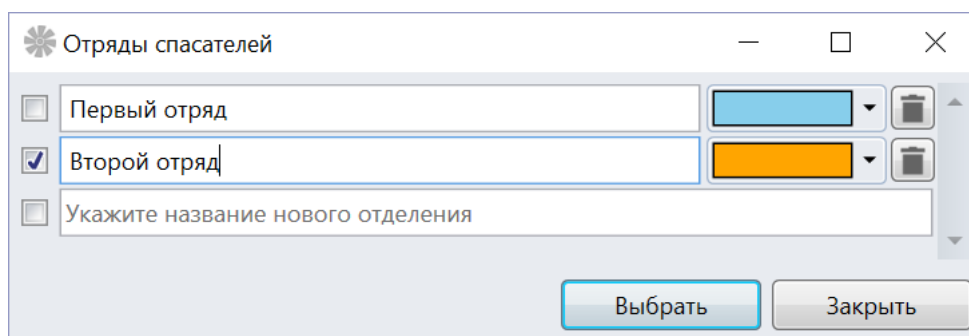 Отряды спасателей
Первый отряд
Второй отряд
Укажите название нового отделения
Выбрать Закрыть